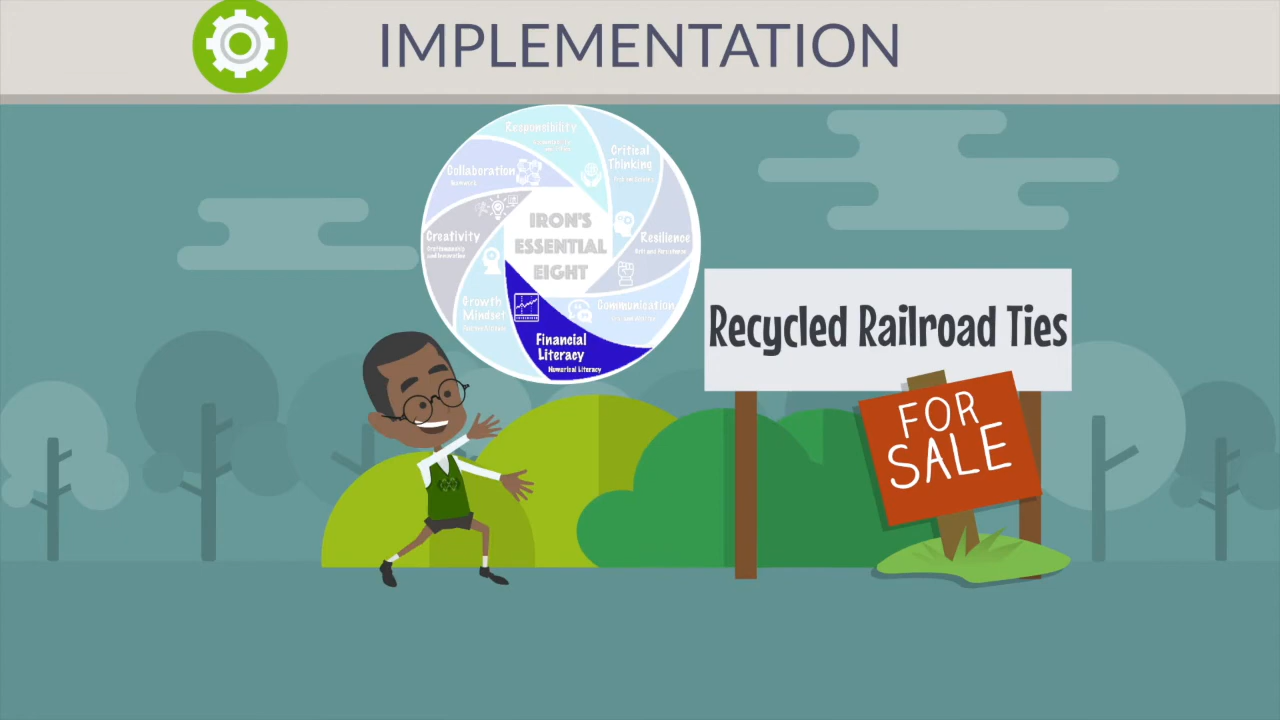 IMPLEMENTATION
Responsibility
Critical
Thinking
Collaboration
Creativity
Resilience
IRON'S
ESSENTIAL
EIGHT
Growth
Mindset
Communication
Financial
Literacy
Numerical Literacy
Recycled Railroad Ties
FOR
SALE